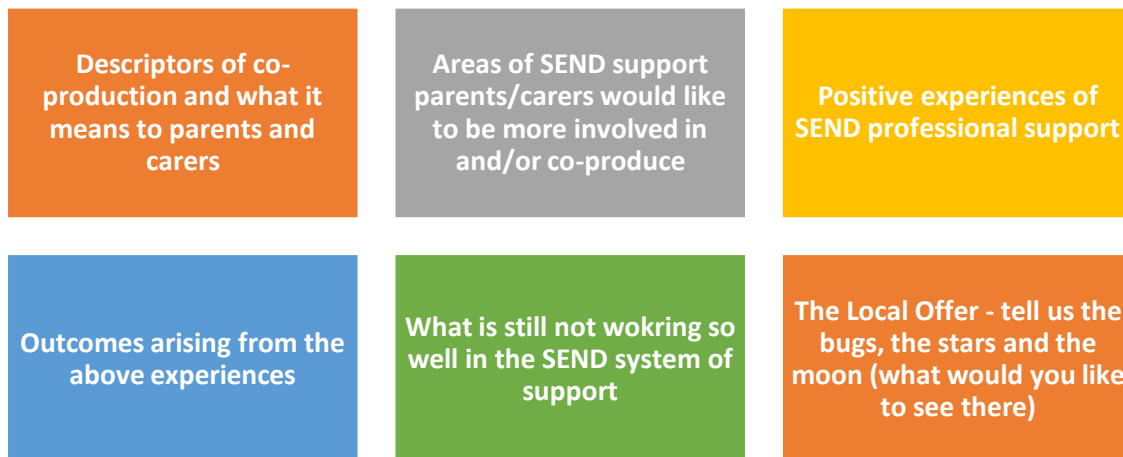 Descriptors of co-
production and what it
means to parents and
carers
Areas of SEND support
parents/carers would like
to be more involved in
and/or co-produce
Positive experiences of
SEND professional support
Outcomes arising from the
above experiences
What is still not wokring so
well in the SEND system of
support
The Local Offer - tell us the
bugs, the stars and the
moon (what would you like
to see there)